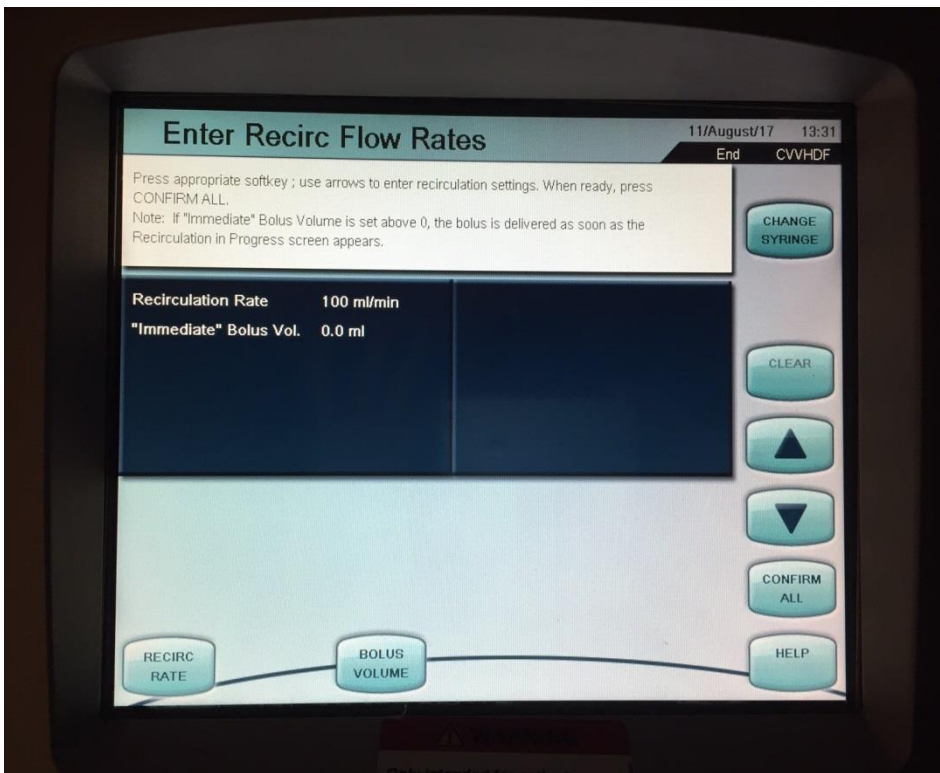 Enter Recirc Flow Rates
11/August/17 13:31
End CVVHDF
Press appropriate softkey ; use arrows to enter recirculation settings. When ready, press
CONFIRM ALL.
Note: If "Immediate" Bolus Volume is set above 0, the bolus is delivered as soon as the
Recirculation in Progress screen appears.
CHANGE
SYRINGE
Recirculation Rate 100 ml/min
"Immediate" Bolus Vol. 0.0 ml
CLEAR
CONFIRM
ALL
RECIRC
RATE
BOLUS
VOLUME
HELP
WARNING